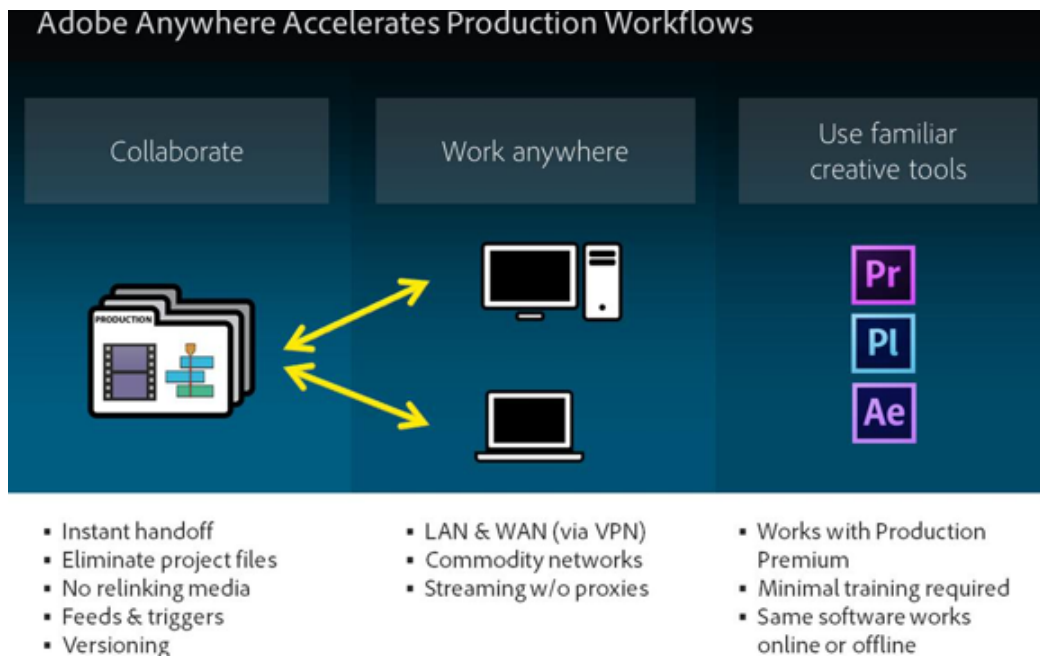 Adobe Anywhere Accelerates Production Workflows
Collaborate
Work anywhere
Use familiar
creative tools
PRODUCTION
Pr
Pl
Ae
▪ Instant handoff
▪ Eliminate project files
▪ No relinking media
▪ Feeds & triggers
▪ Versioning
▪ LAN & WAN (via VPN)
▪ Commodity networks
▪ Streaming w/o proxies
▪ Works with Production
Premium
▪ Minimal training required
▪ Same software works
online or offline